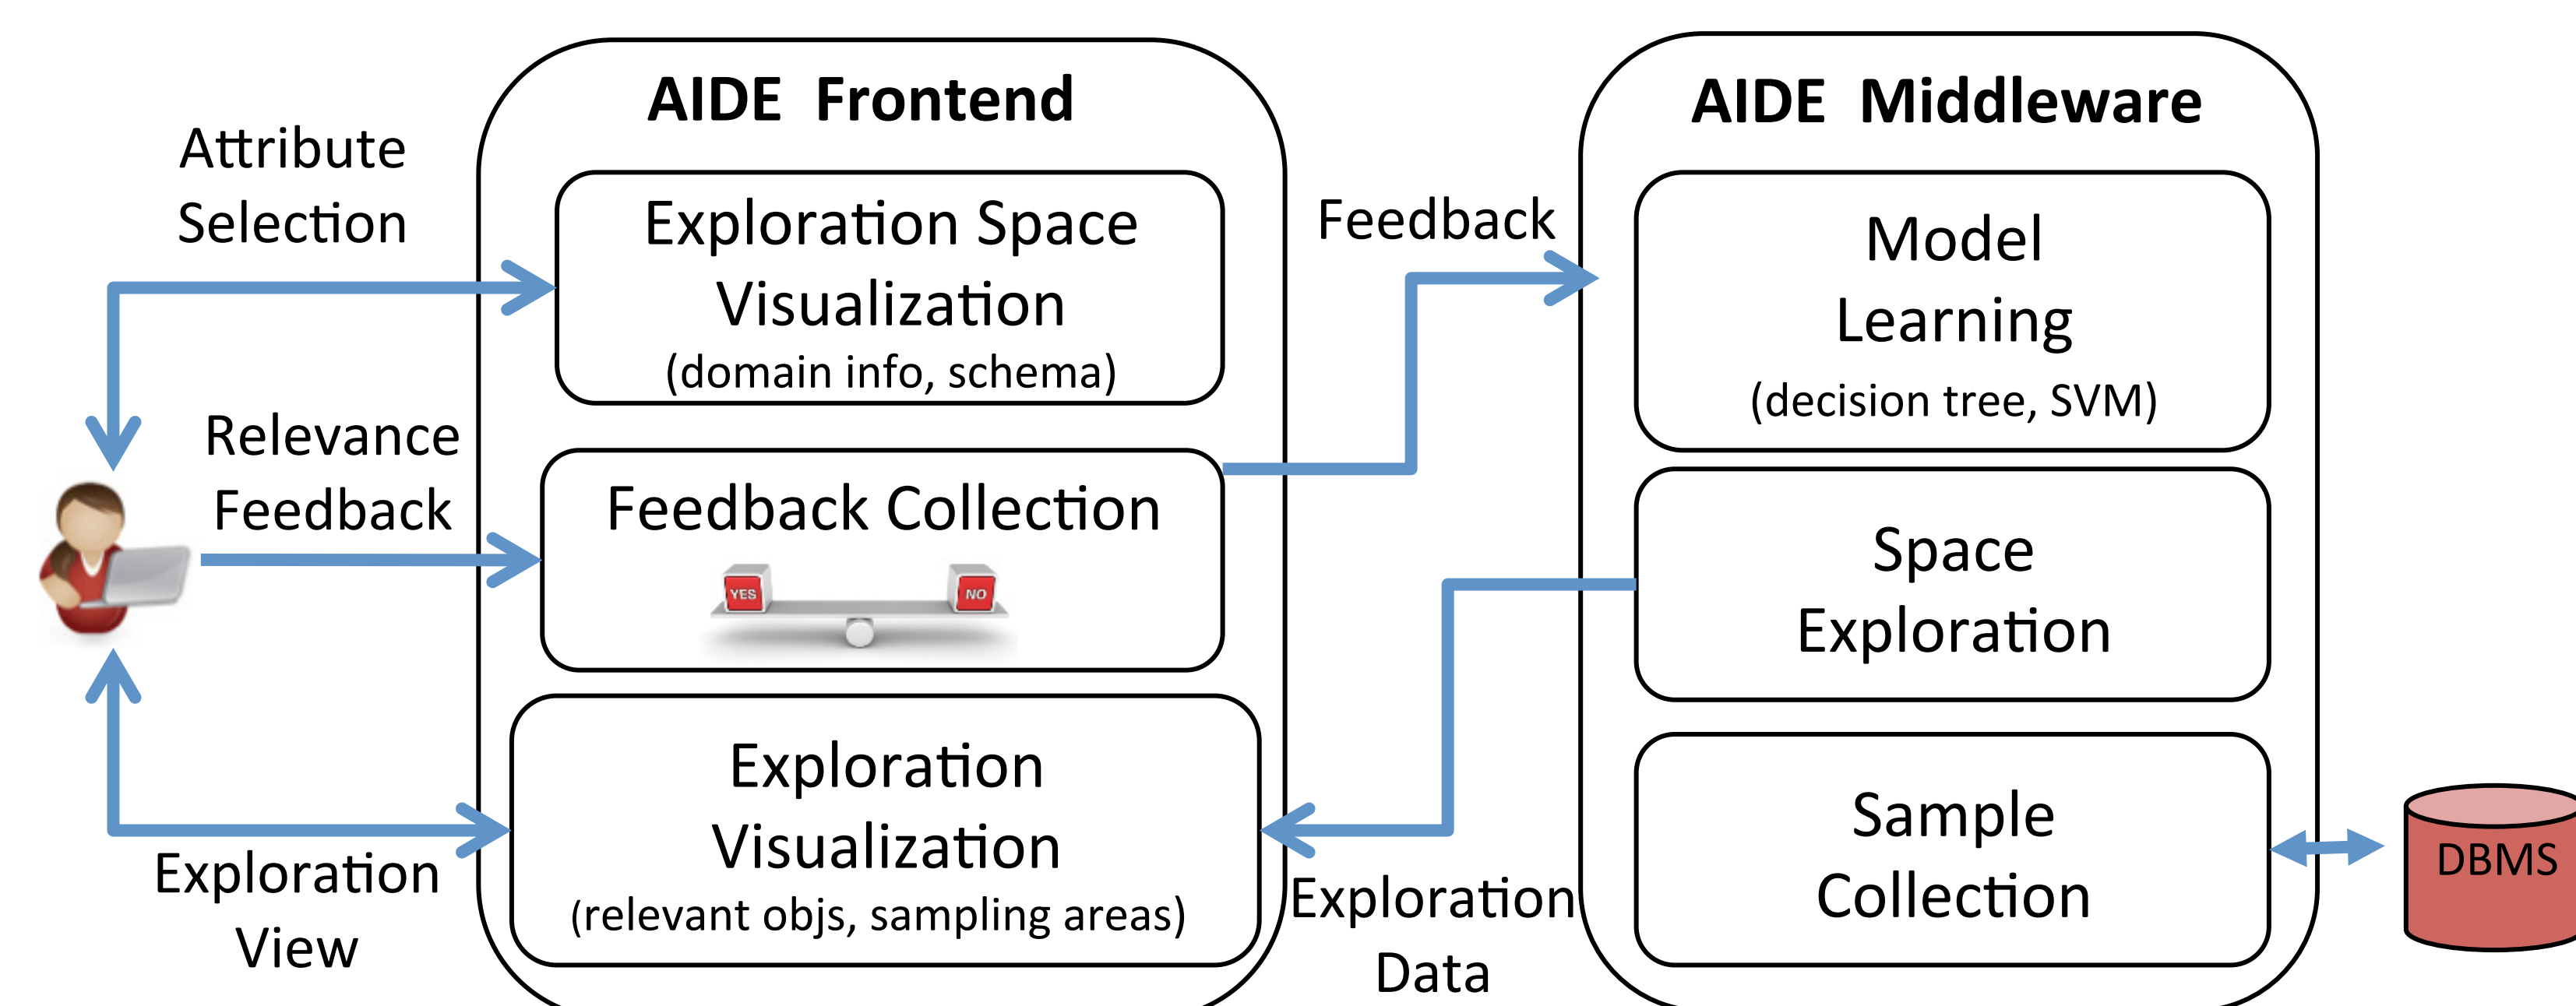 Attribute
Selection
Relevance
Feedback
Exploration
View
AIDE Frontend
Exploration Space
Visualization
(domain info, schema)
Feedback Collection
YES
NO
Exploration
Visualization
(relevant objs, sampling areas)
Feedback
Exploration
Data
AIDE Middleware
Model
Learning
(decision tree, SVM)
Space
Exploration
Sample
Collection
DBMS